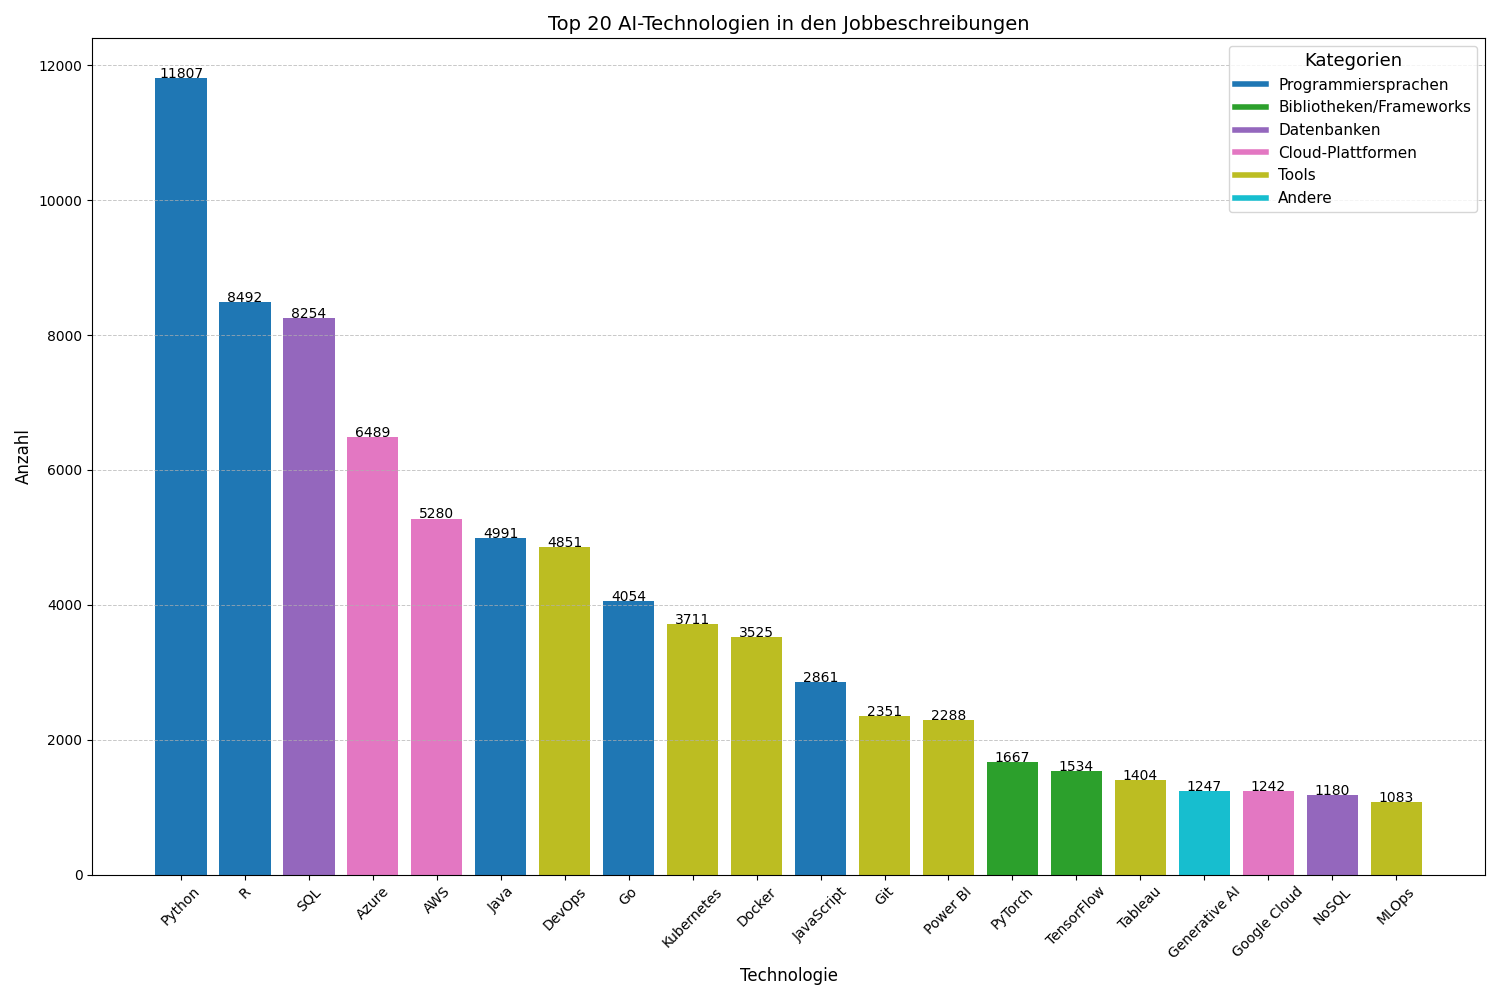 Top 20 AI-Technologien in den Jobbeschreibungen
Kategorien
Programmiersprachen
Bibliotheken/Frameworks
Datenbanken
Cloud-Plattformen
Tools
Andere
Anzahl
12000
10000
8000
6000
4000
2000
0
11807
8492
8254
6489
5280
4991
4851
4054
3711
3525
2861
2351
2288
1667
1534
1404
1247
1242
1180
1083
Python
R
SQL
Azure
AWS
Java
DevOps
Go
Kubernetes
Docker
JavaScript
Git
Power BI
PyTorch
TensorFlow
Tableau
Generative AI
Google Cloud
NoSQL
MLOps
Technologie